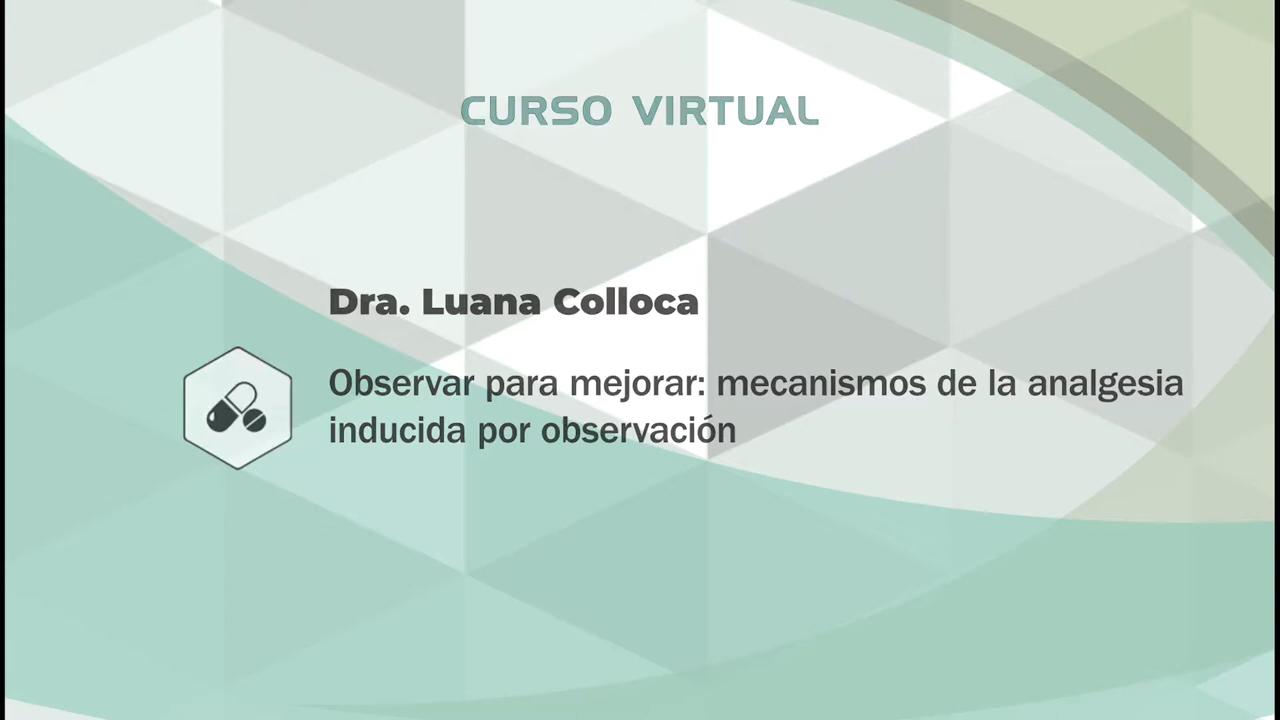 CURSO VIRTUAL
Dra. Luana Colloca
Observar para mejorar: mecanismos de la analgesia
inducida por observación